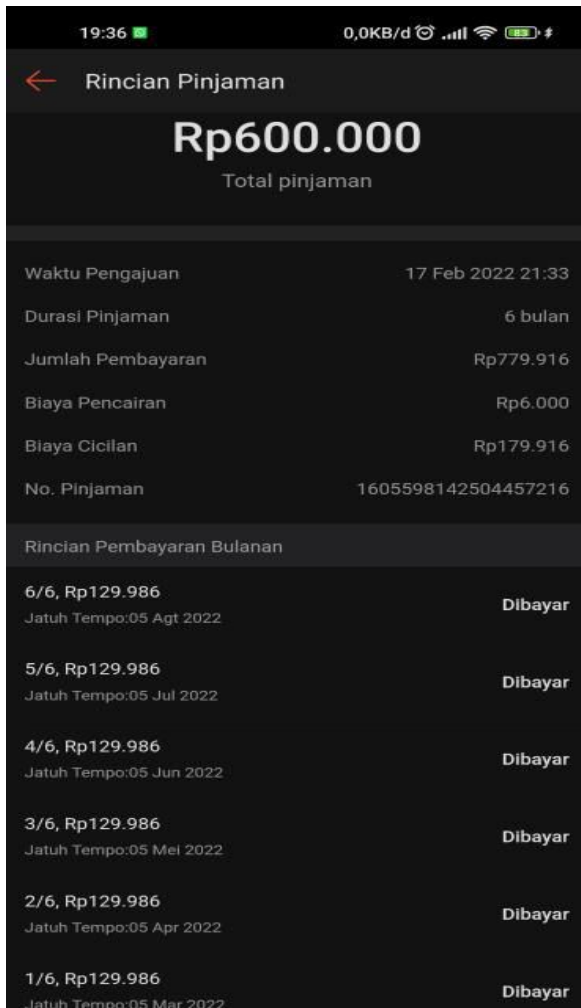 19:36
0,0KB/d
83
Rincian Pinjaman
Rp600.000
Total pinjaman
Waktu Pengajuan 17 Feb 2022 21:33
Durasi Pinjaman 6 bulan
Jumlah Pembayaran Rp779.916
Biaya Pencairan Rp6.000
Biaya Cicilan Rp179.916
No. Pinjaman 1605598142504457216
Rincian Pembayaran Bulanan
6/6, Rp129.986 Dibayar
Jatuh Tempo:05 Agt 2022
5/6, Rp129.986 Dibayar
Jatuh Tempo:05 Jul 2022
4/6, Rp129.986 Dibayar
Jatuh Tempo:05 Jun 2022
3/6, Rp129.986 Dibayar
Jatuh Tempo:05 Mei 2022
2/6, Rp129.986 Dibayar
Jatuh Tempo:05 Apr 2022
1/6, Rp129.986 Dibayar
Jatuh Tempo:05 Mar 2022